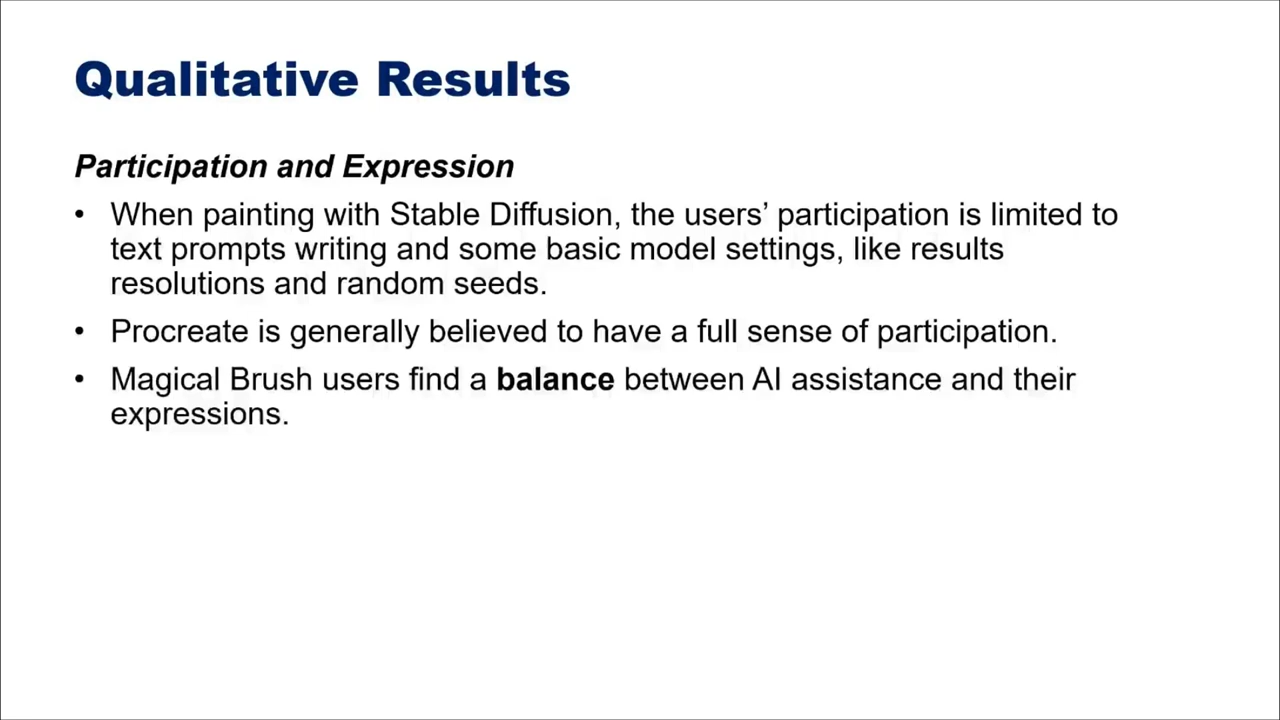 Qualitative Results
Participation and Expression
• When painting with Stable Diffusion, the users’ participation is limited to
text prompts writing and some basic model settings, like results
resolutions and random seeds.
• Procreate is generally believed to have a full sense of participation.
• Magical Brush users find a balance between AI assistance and their
expressions.